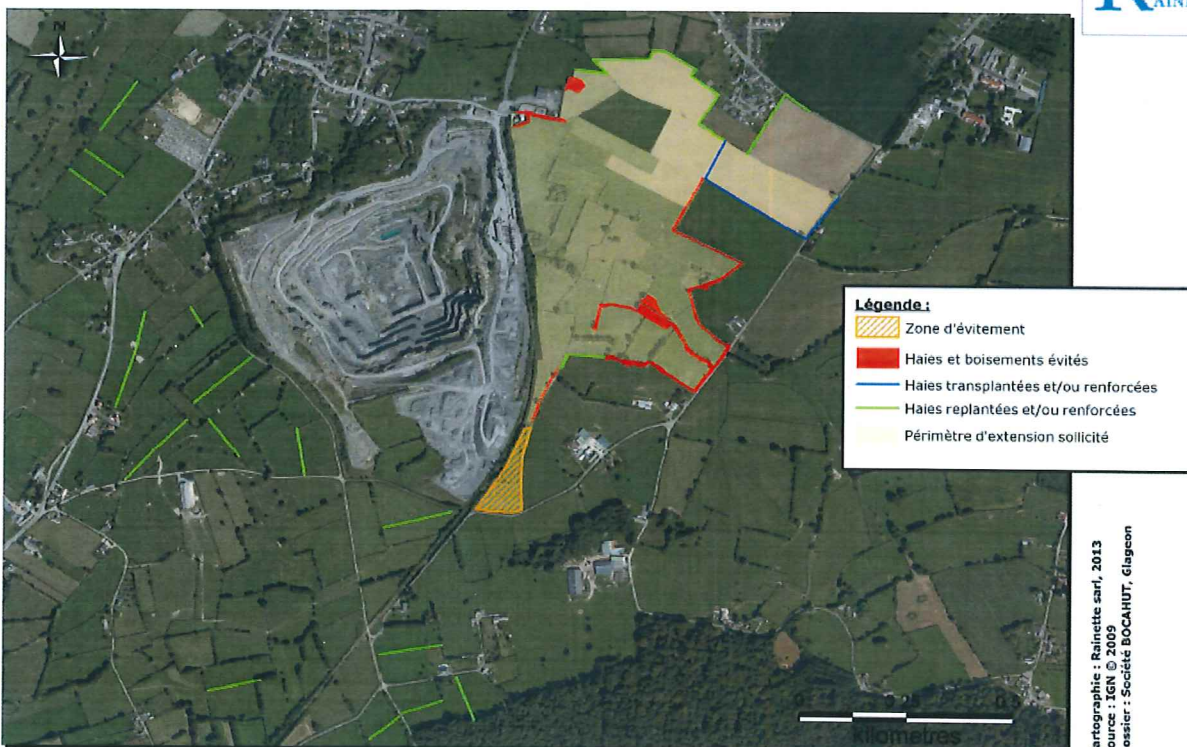 N
Légende :
Zone d'évitement
Haies et boisements évités
Haies transplantées et/ou renforcées
Haies replantées et/ou renforcées
Périmètre d'extension sollicité
kilomètres
artographie : Rainette sarl, 2013
ource : IGN © 2009
ossier : Société BOCAHUT, Glageon